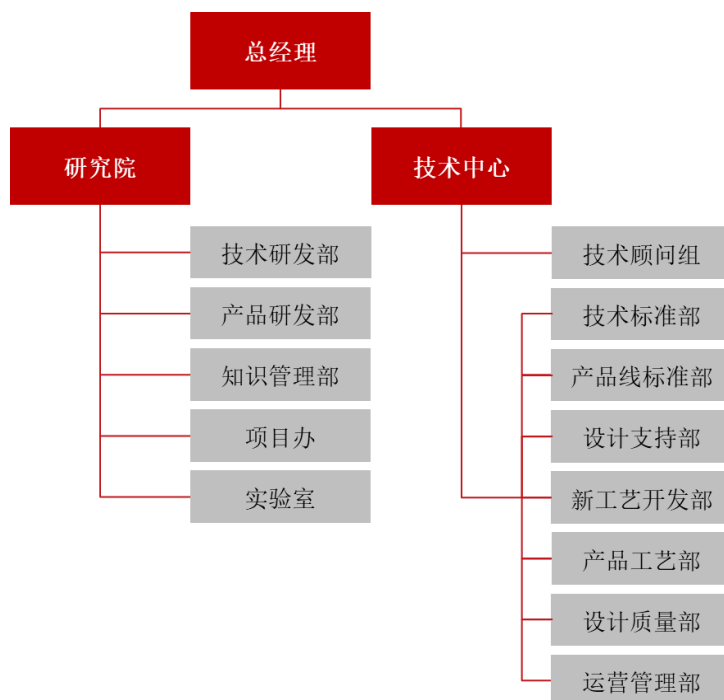 总经理
研究院
技术中心
技术研发部
产品研发部
知识管理部
项目办
实验室
技术顾问组
技术标准部
产品线标准部
设计支持部
新工艺开发部
产品工艺部
设计质量部
运营管理部